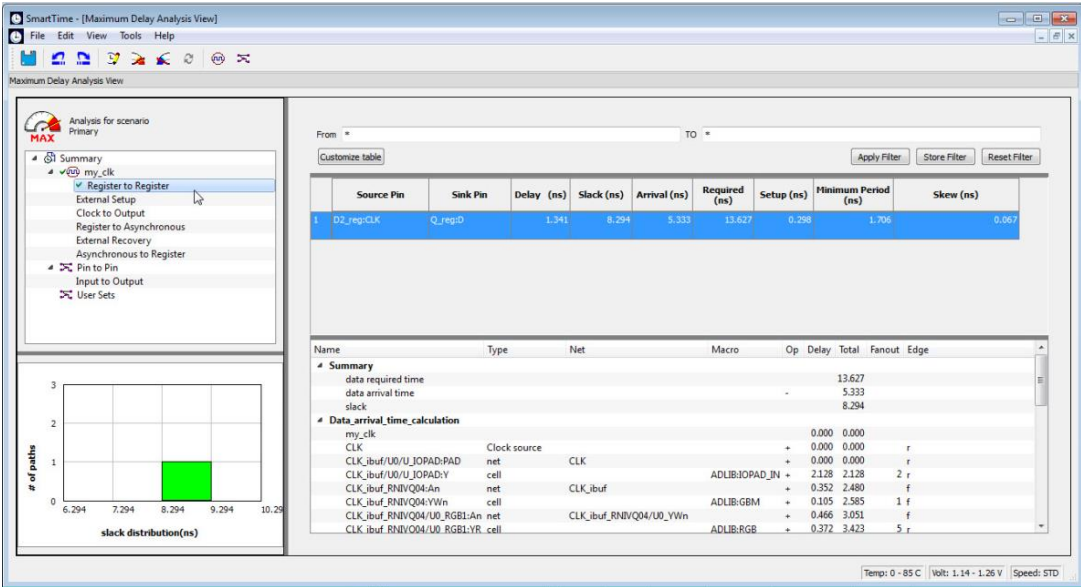 SmartTime - [Maximum Delay Analysis View]
File Edit View Tools Help
Maximum Delay Analysis View
MAX
Analysis for scenario
Primary
Summary
my_clk
Register to Register
External Setup
Clock to Output
Register to Asynchronous
External Recovery
Asynchronous to Register
Pin to Pin
Input to Output
User Sets
From * TO *
Customize table Apply Filter Store Filter Reset Filter
Source Pin Sink Pin Delay (ns) Slack (ns) Arrival (ns) Required (ns) Setup (ns) Minimum Period (ns) Skew (ns)
1 D2_reg:CLK Q_reg:D 1.341 8.294 5.333 13.627 0.298 1.706 0.067
Name Type Net Macro Op Delay Total Fanout Edge
Summary
data required time 13.627
data arrival time - 5.333
slack 8.294
Data_arrival_time_calculation
my_clk 0.000 0.000
CLK Clock source + 0.000 0.000 r
CLK_ibuf/U0/U_IOPAD:PAD net CLK + 0.000 0.000 r
CLK_ibuf/U0/U_IOPAD:Y cell ADLIB:IOPAD_IN + 2.128 2.128 2 r
CLK_ibuf_RNIVQ04:An net CLK_ibuf + 0.352 2.480 f
CLK_ibuf_RNIVQ04:YWn cell ADLIB:GBM + 0.105 2.585 1 f
CLK_ibuf_RNIVQ04/U0_RGB1:An net CLK_ibuf_RNIVQ04/U0_YWn + 0.466 3.051 f
CLK_ibuf_RNIVQ04/U0_RGB1:YR cell ADLIB:RGB + 0.372 3.423 5 r
# of paths
3
2
1
0
6.294 7.294 8.294 9.294 10.29
slack distribution(ns)
Temp: 0 - 85 C Volt: 1.14 - 1.26 V Speed: STD